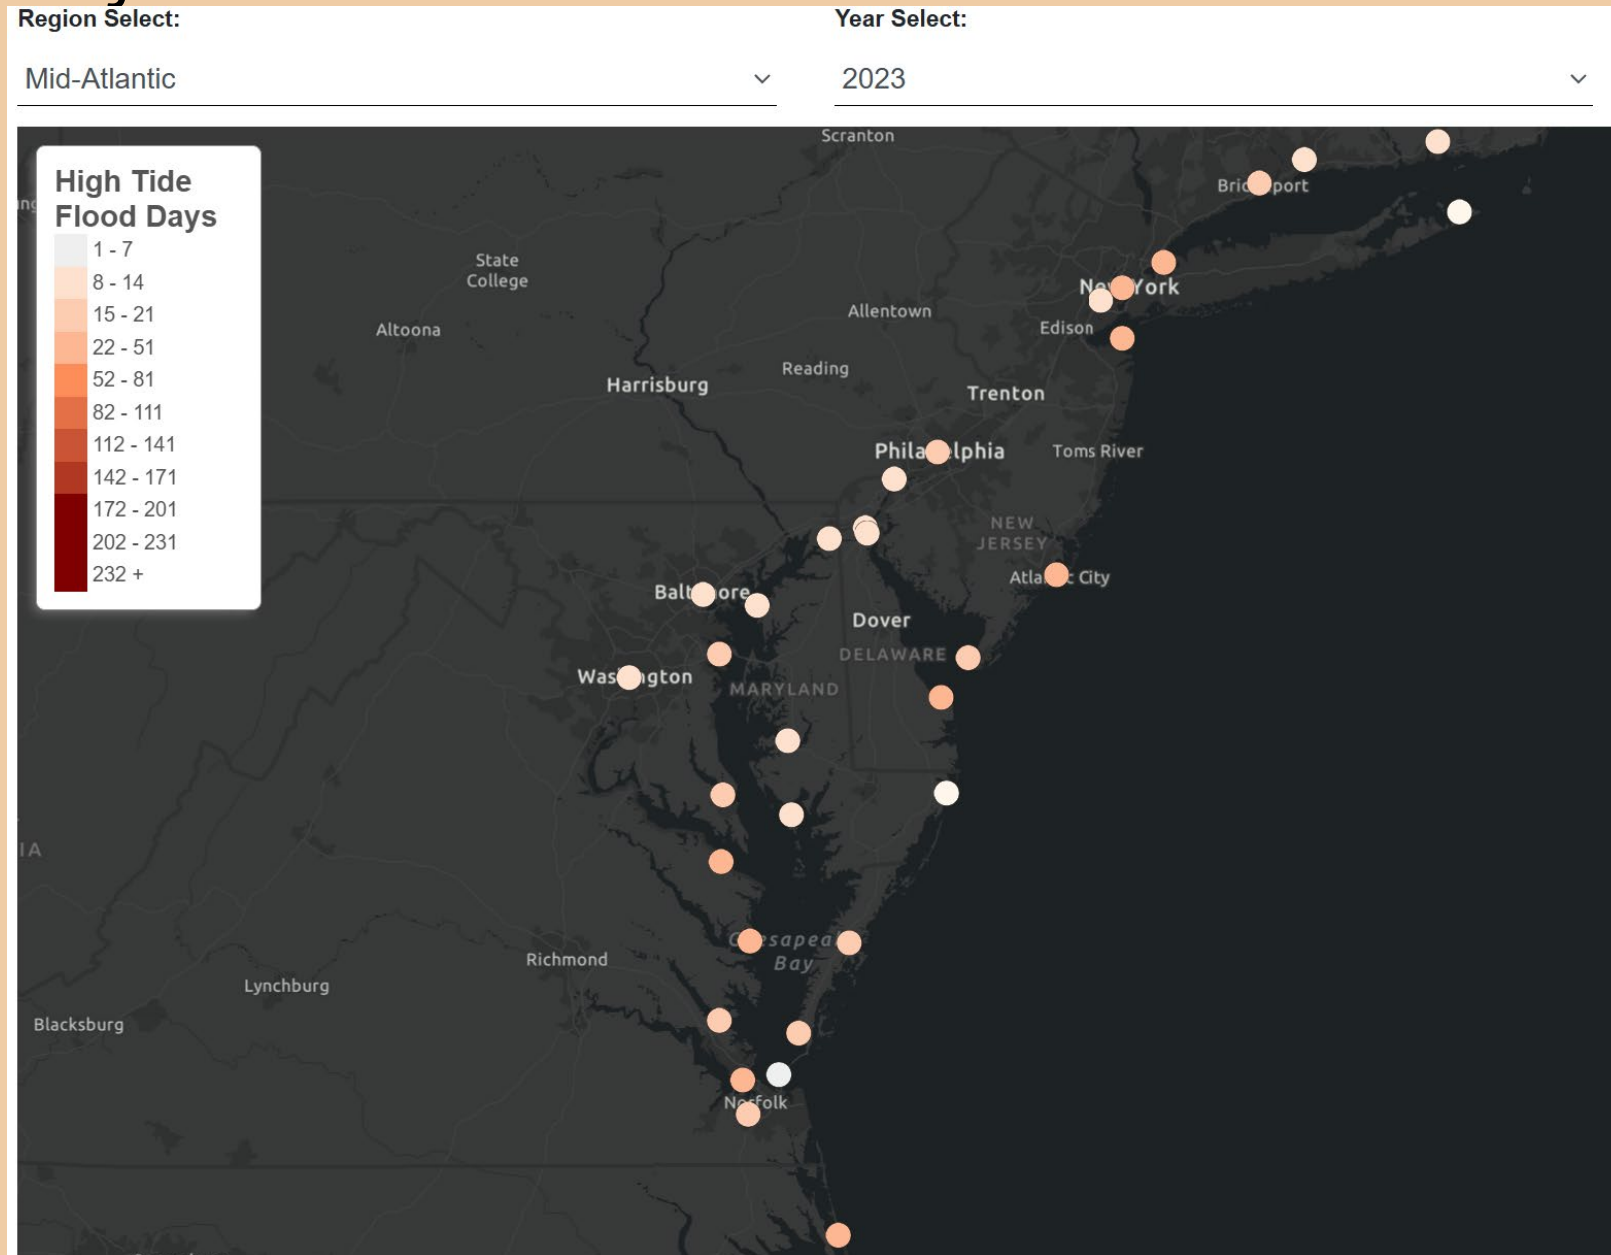 Region Select:
Year Select:
Mid-Atlantic
2023
High Tide
Flood Days
1 - 7
8 - 14
15 - 21
22 - 51
52 - 81
82 - 111
112 - 141
142 - 171
172 - 201
202 - 231
232 +
Scranton
State
College
Altoona
Allentown
Edison
Reading
Harrisburg
Trenton
Toms River
NEW
JERSEY
Dover
DELAWARE
MARYLAND
IA
Bay
Richmond
Lynchburg
Blacksburg